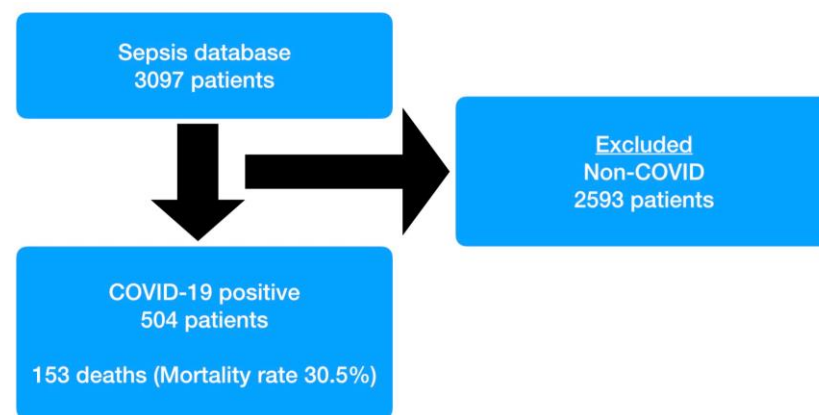 Sepsis database
3097 patients
Excluded
Non-COVID
2593 patients
COVID-19 positive
504 patients
153 deaths (Mortality rate 30.5%)